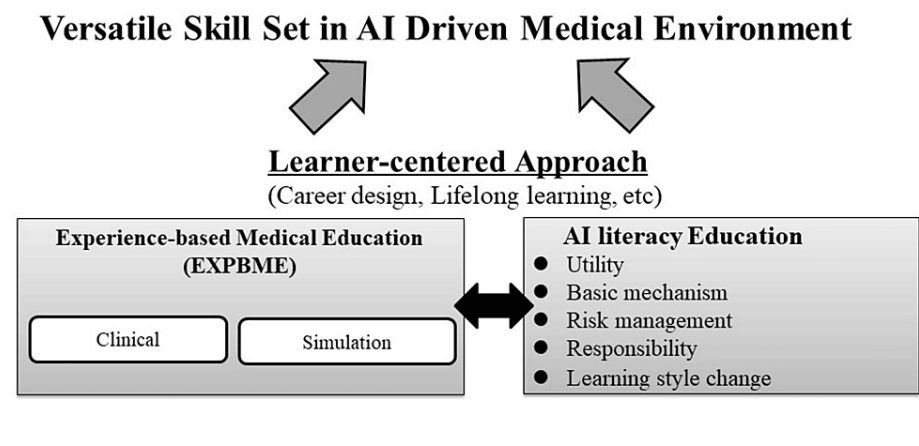 Versatile Skill Set in AI Driven Medical Environment
Learner-centered Approach
(Career design, Lifelong learning, etc)
Experience-based Medical Education
(EXPBME)
Clinical
Simulation
AI literacy Education
● Utility
● Basic mechanism
● Risk management
● Responsibility
● Learning style change